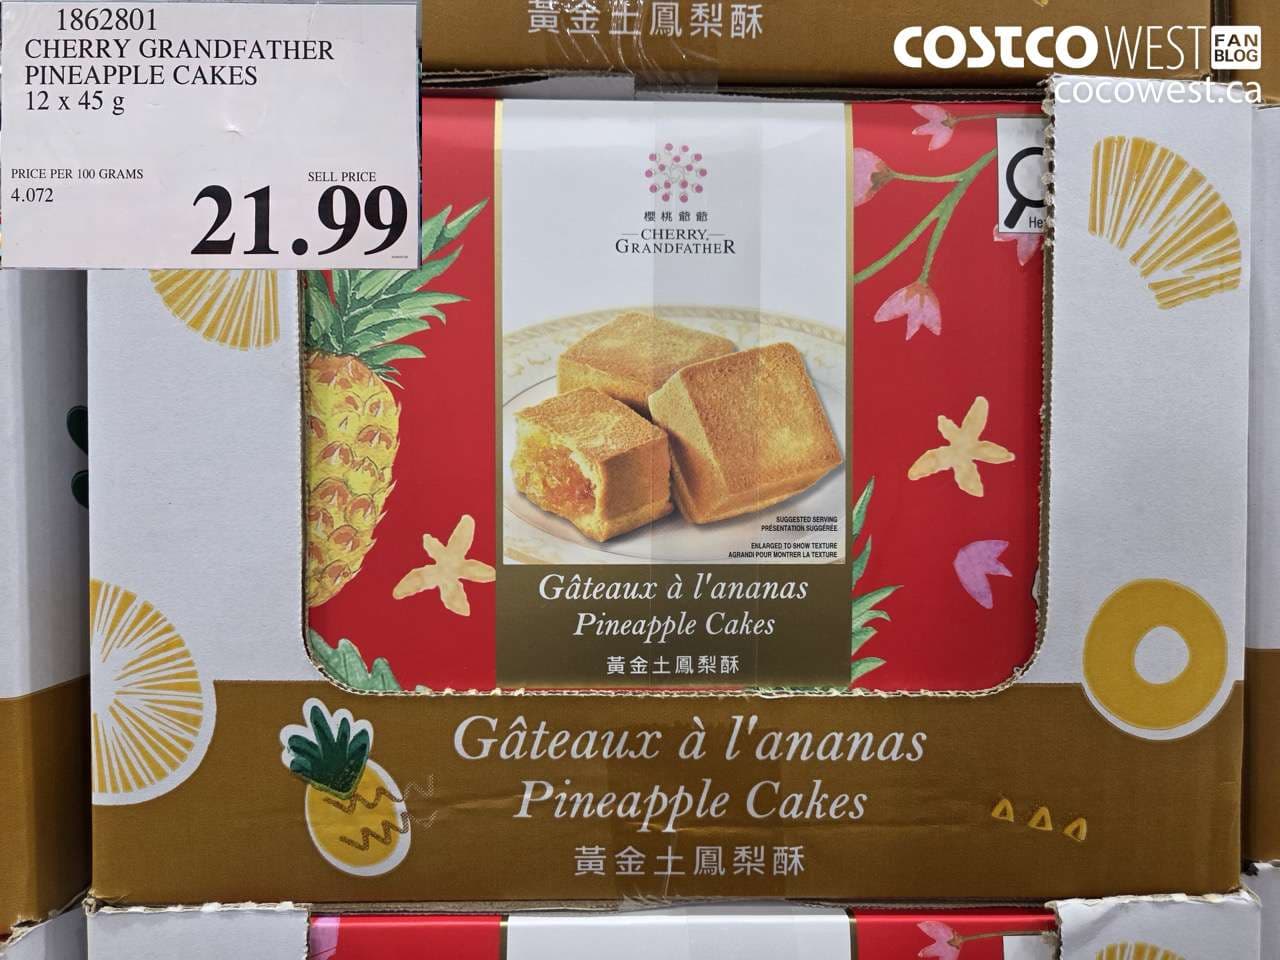 1862801
CHERRY GRANDFATHER
PINEAPPLE CAKES
12 x 45 g
PRICE PER 100 GRAMS
4.072
SELL PRICE
21.99
黃金土鳳梨酥
COSTCO WEST FAN BLOG
cocowest.ca
櫻桃爺爺
CHERRY
GRANDFATHER
SUGGESTED SERVING
PRÉSENTATION SUGGÉRÉE
ENLARGED TO SHOW TEXTURE
AGRANDI POUR MONTRER LA TEXTURE
Gâteaux à l'ananas
Pineapple Cakes
黃金土鳳梨酥
Gâteaux à l'ananas
Pineapple Cakes
黃金土鳳梨酥